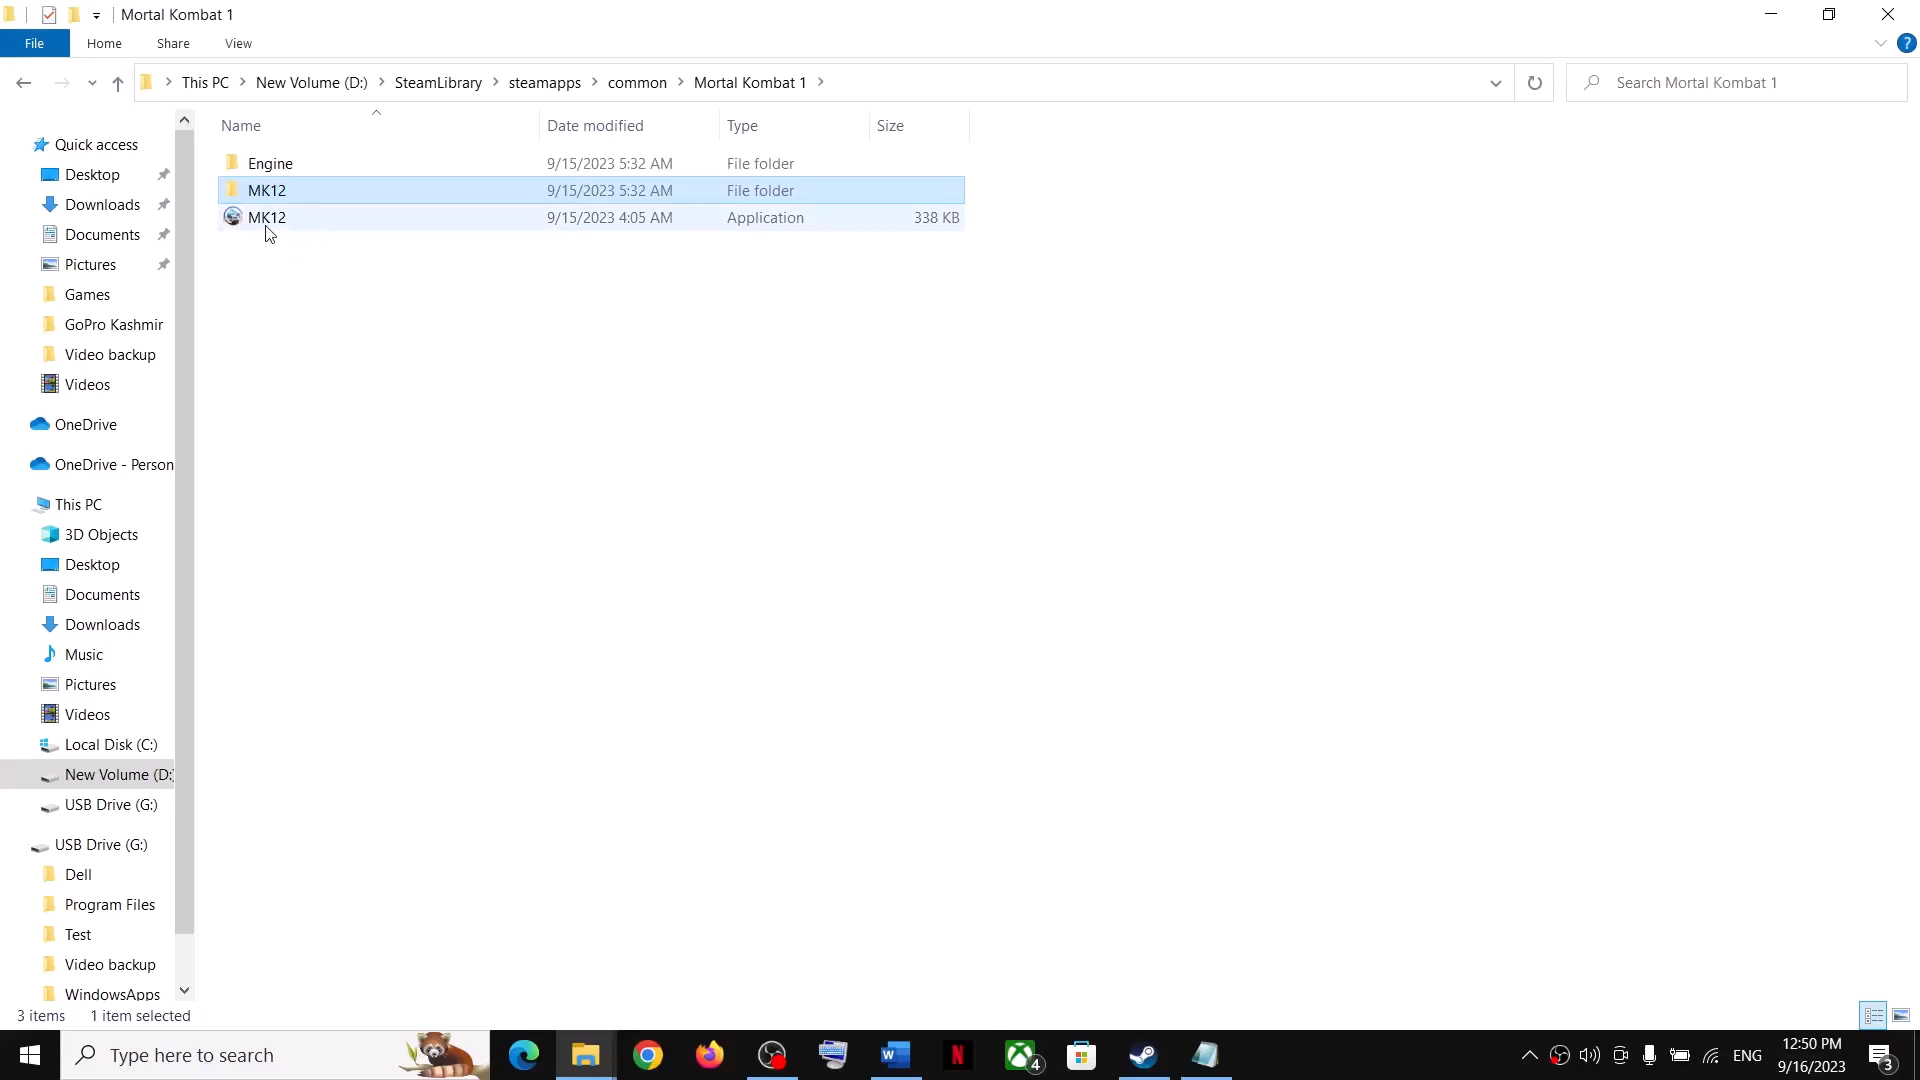 Mortal Kombat 1
File Home Share View
This PC New Volume (D:) SteamLibrary steamapps common Mortal Kombat 1 Search Mortal Kombat 1
Name Date modified Type Size
Engine 9/15/2023 5:32 AM File folder
MK12 9/15/2023 5:32 AM File folder
MK12 9/15/2023 4:05 AM Application 338 KB
Quick access
Desktop
Downloads
Documents
Pictures
Games
GoPro Kashmir
Video backup
Videos
OneDrive
OneDrive - Person
This PC
3D Objects
Desktop
Documents
Downloads
Music
Pictures
Videos
Local Disk (C:)
New Volume (D:)
USB Drive (G:)
USB Drive (G:)
Dell
Program Files
Test
Video backup
WindowsApps
3 items 1 item selected
Type here to search 4 ENG 12:50 PM
9/16/2023 3